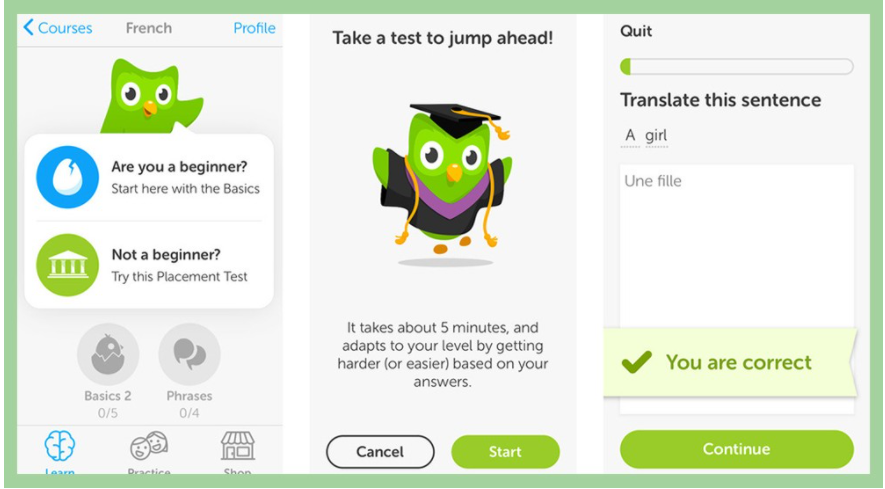 Courses French Profile
Are you a beginner?
Start here with the Basics
Not a beginner?
Try this Placement Test
Basics 2 Phrases
0/5 0/4
Learn Practice Shop
Take a test to jump ahead!
It takes about 5 minutes, and
adapts to your level by getting
harder (or easier) based on your
answers.
Cancel Start
Quit
Translate this sentence
A girl
Une fille
You are correct
Continue